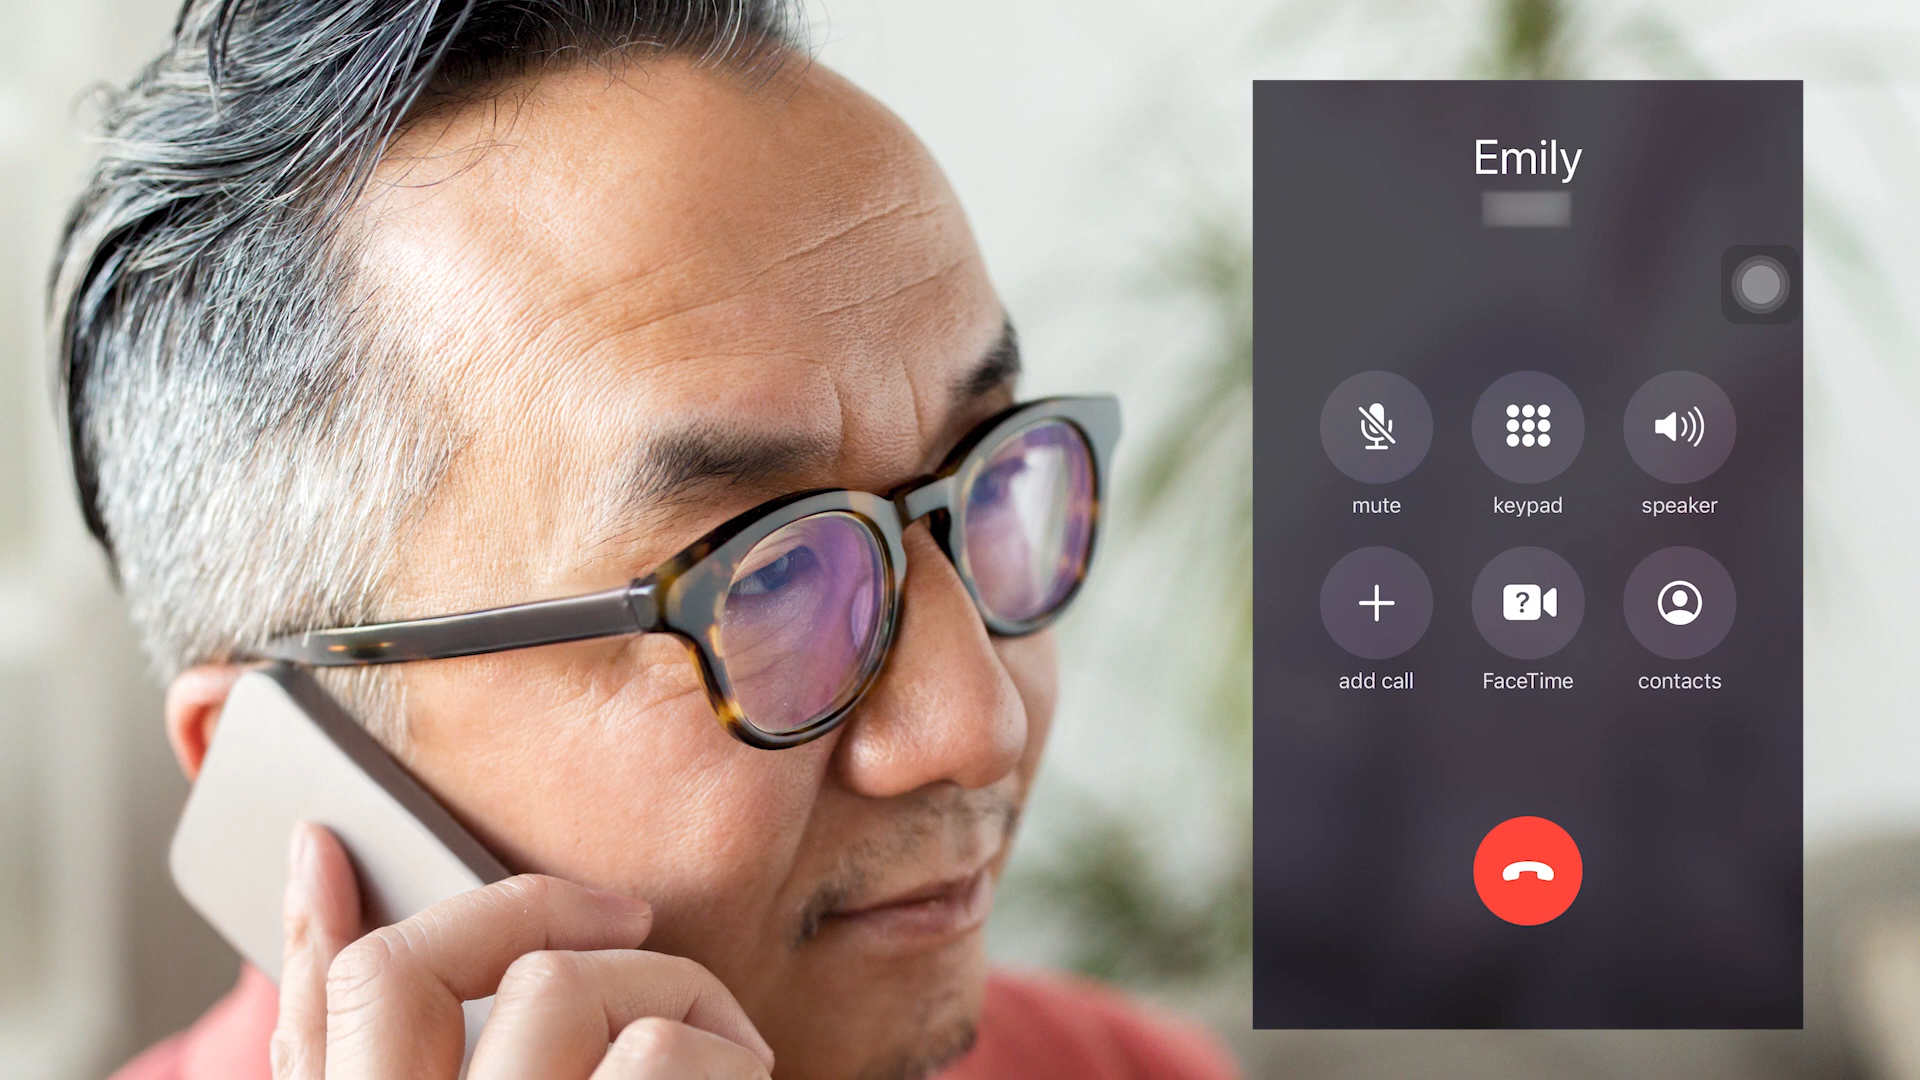 Emily
mute
keypad
speaker
?
add call
FaceTime
contacts